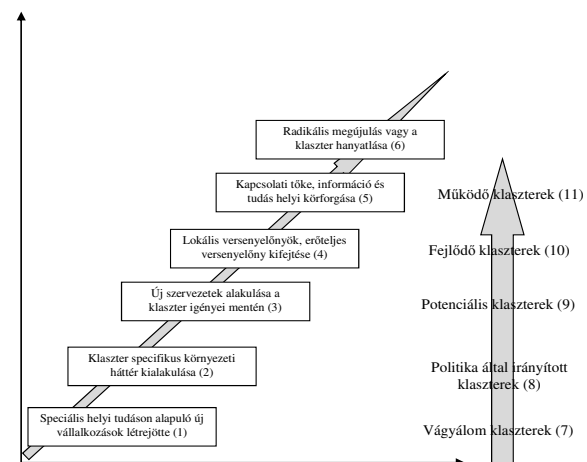 Radikális megújulás vagy a
klaszter hanyatlása (6)
Kapcsolati tőke, információ és
tudás helyi körforgása (5)
Lokális versenyelőnyök, erőteljes
versenyelőny kifejtése (4)
Új szervezetek alakulása a
klaszter igényei mentén (3)
Klaszter specifikus környezeti
háttér kialakulása (2)
Speciális helyi tudáson alapuló új
vállalkozások létrejötte (1)
Működő klaszterek (11)
Fejlődő klaszterek (10)
Potenciális klaszterek (9)
Politika által irányított
klaszterek (8)
Vágyálom klaszterek (7)